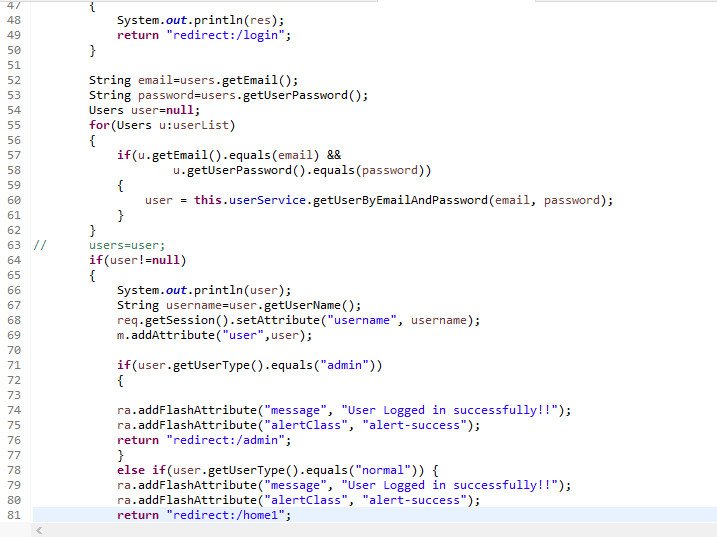 47 {
48 System.out.println(res);
49 return "redirect:/login";
50 }
51
52 String email=users.getEmail();
53 String password=users.getUserPassword();
54 Users user=null;
55 for(Users u:userList)
56 {
57 if(u.getEmail().equals(email) &&
58 u.getUserPassword().equals(password))
59 {
60 user = this.userService.getUserByEmailAndPassword(email, password);
61 }
62 }
63 // users=user;
64 if(user!=null)
65 {
66 System.out.println(user);
67 String username=user.getUserName();
68 req.getSession().setAttribute("username", username);
69 m.addAttribute("user",user);
70
71 if(user.getUserType().equals("admin"))
72 {
73
74 ra.addFlashAttribute("message", "User Logged in successfully!!");
75 ra.addFlashAttribute("alertClass", "alert-success");
76 return "redirect:/admin";
77 }
78 else if(user.getUserType().equals("normal")) {
79 ra.addFlashAttribute("message", "User Logged in successfully!!");
80 ra.addFlashAttribute("alertClass", "alert-success");
81 return "redirect:/home1";